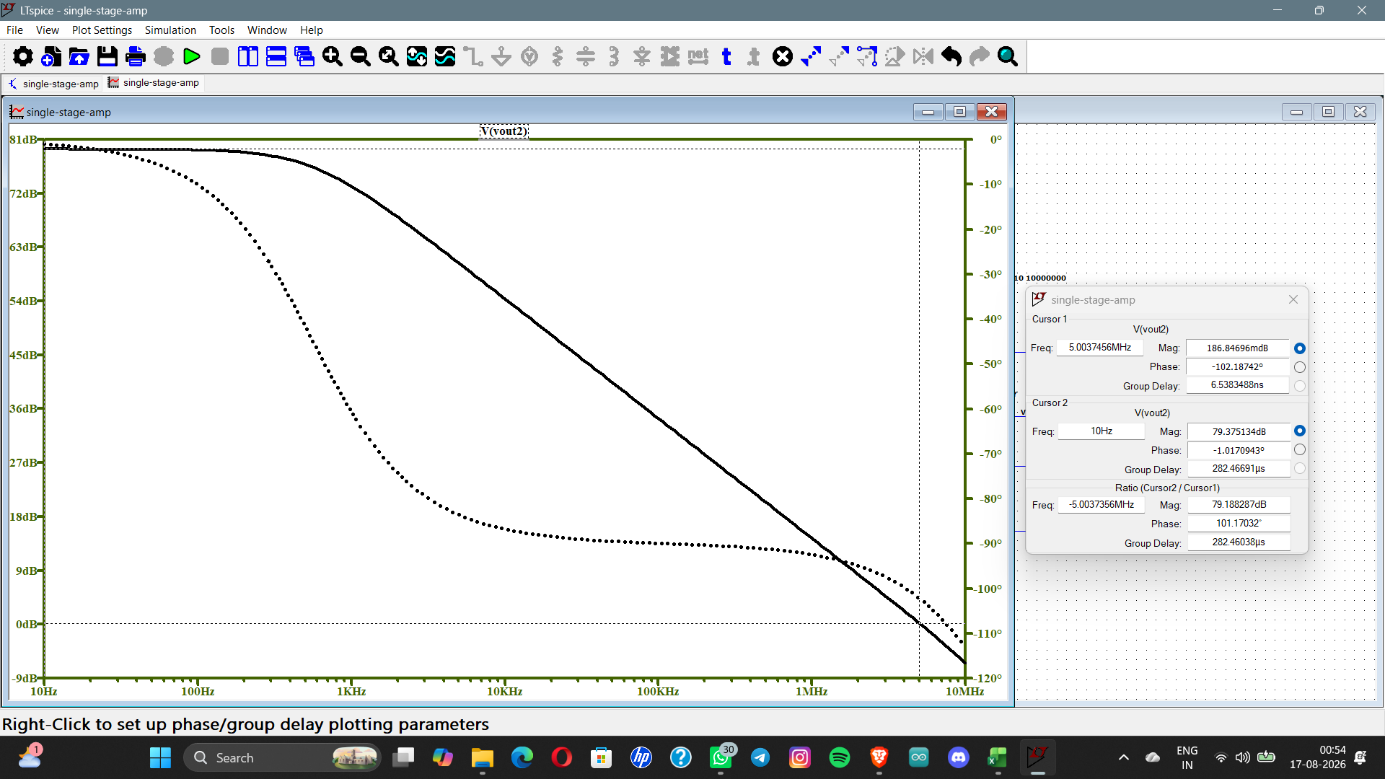 LTspice - single-stage-amp
File View Plot Settings Simulation Tools Window Help
single-stage-amp single-stage-amp
single-stage-amp
V(vout2)
81dB
72dB
63dB
54dB
45dB
36dB
27dB
18dB
9dB
0dB
-9dB
0°
-10°
-20°
-30°
-40°
-50°
-60°
-70°
-80°
-90°
-100°
-110°
-120°
10Hz 100Hz 1KHz 10KHz 100KHz 1MHz 10MHz
10 10000000
single-stage-amp
Cursor 1
V(vout2)
Freq: 5.0037456MHz Mag: 186.84696mdB
Phase: -102.18742°
Group Delay: 6.5383488ns
Cursor 2
V(vout2)
Freq: 10Hz Mag: 79.375134dB
Phase: -1.0170943°
Group Delay: 282.46691µs
Ratio (Cursor2 / Cursor1)
Freq: -5.0037356MHz Mag: 79.188287dB
Phase: 101.17032°
Group Delay: 282.46038µs
Right-Click to set up phase/group delay plotting parameters
1
Search
hp
30
ENG
IN
00:54
17-08-2026